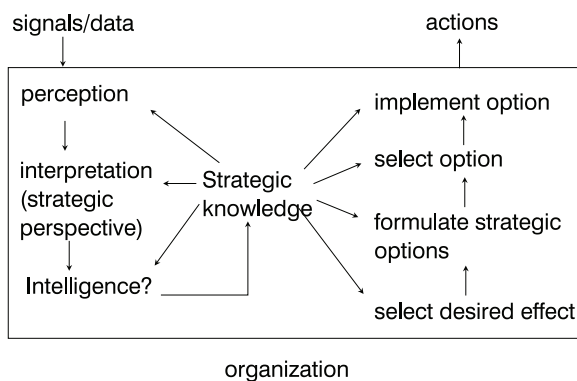 signals/data
actions
perception
interpretation
(strategic
perspective)
Intelligence?
Strategic
knowledge
implement option
select option
formulate strategic
options
select desired effect
organization